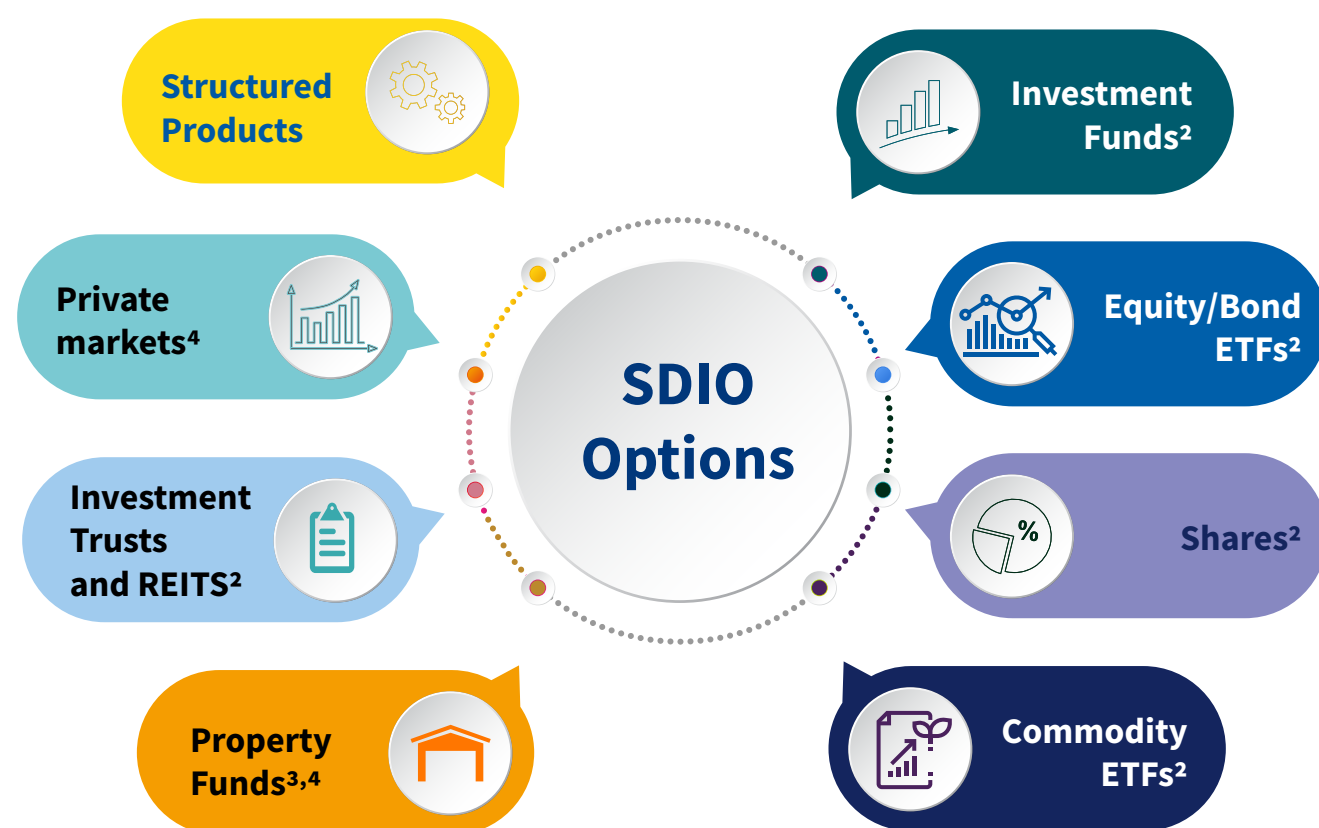 Structured
Products
Investment
Funds²
Private
markets⁴
Equity/Bond
ETFs²
SDIO
Options
Investment
Trusts
and REITS²
%
Shares²
Property
Funds³,⁴
Commodity
ETFs²